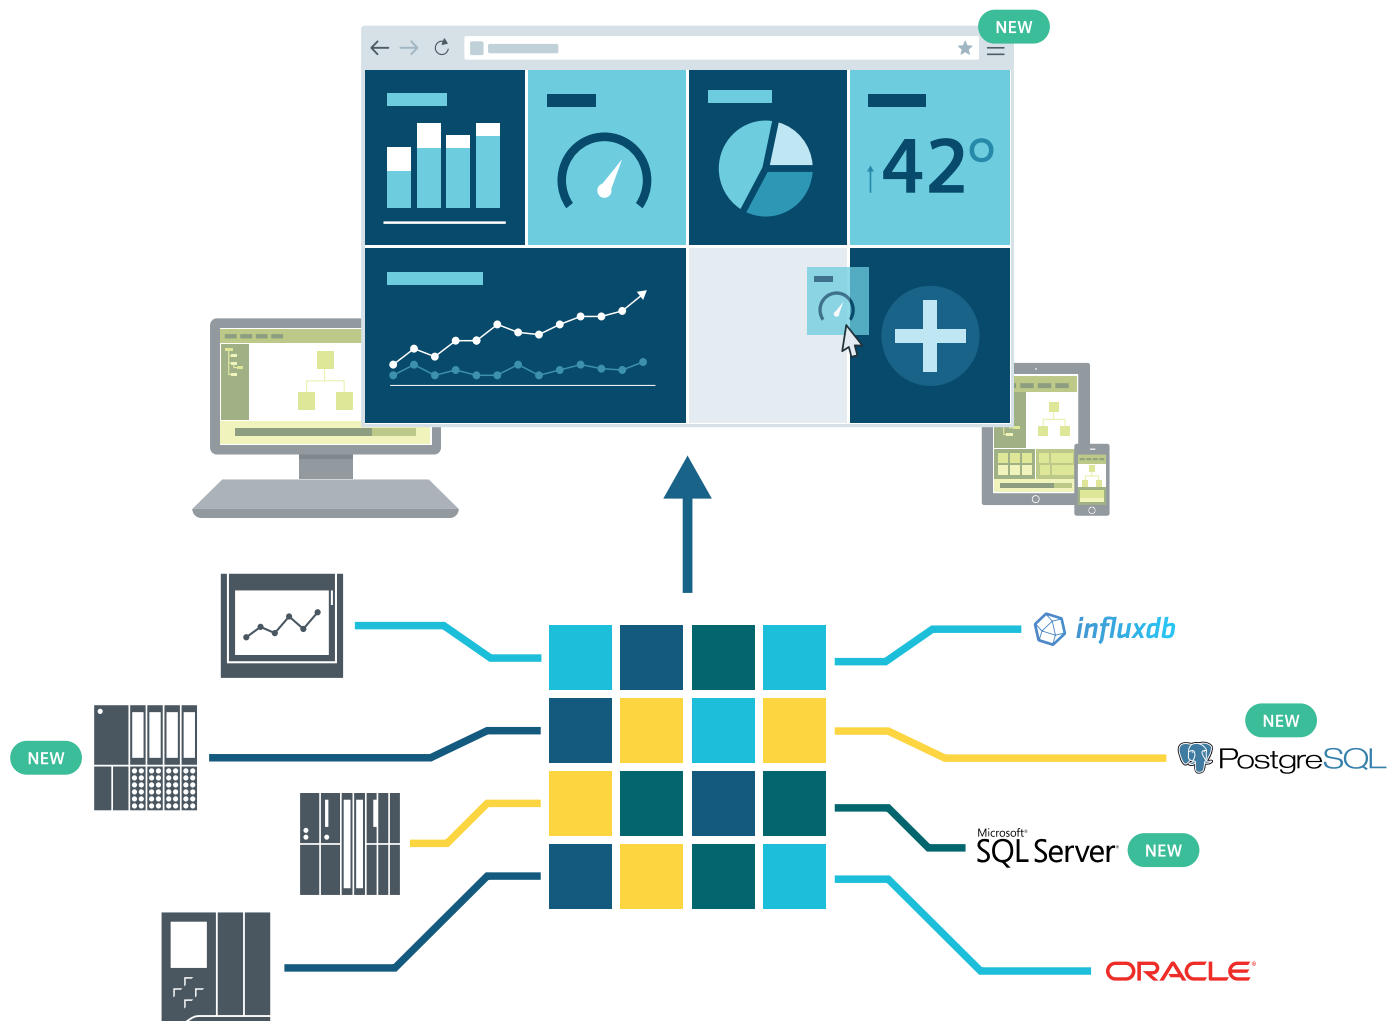 NEW
42°
influxdb
NEW
PostgreSQL
NEW
Microsoft®
SQL Server®
NEW
ORACLE®